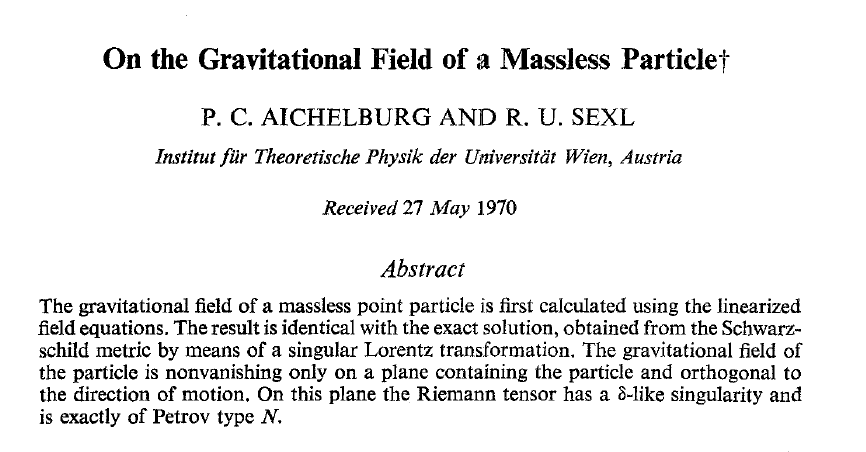 On the Gravitational Field of a Massless Particle†
P. C. AICHELBURG AND R. U. SEXL
Institut für Theoretische Physik der Universität Wien, Austria
Received 27 May 1970
Abstract
The gravitational field of a massless point particle is first calculated using the linearized
field equations. The result is identical with the exact solution, obtained from the Schwarz-
schild metric by means of a singular Lorentz transformation. The gravitational field of
the particle is nonvanishing only on a plane containing the particle and orthogonal to
the direction of motion. On this plane the Riemann tensor has a δ-like singularity and
is exactly of Petrov type N.